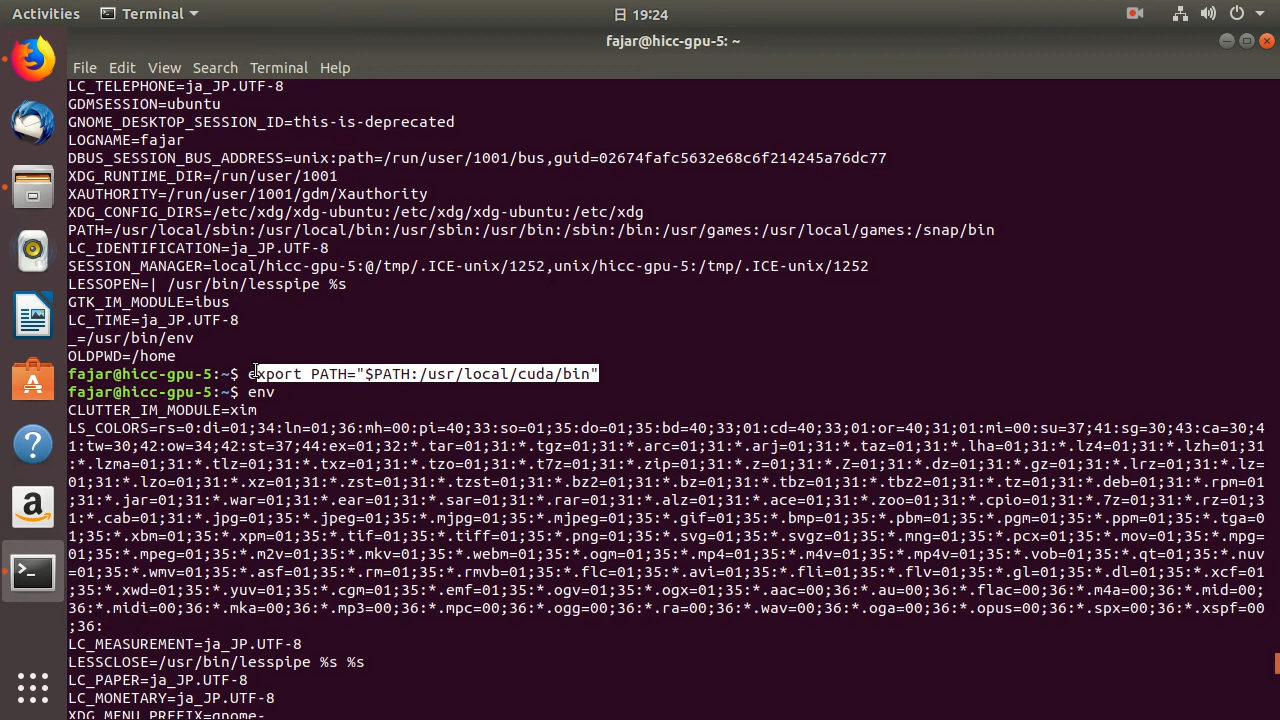 Activities Terminal 日 19:24
fajar@hicc-gpu-5: ~
File Edit View Search Terminal Help
LC_TELEPHONE=ja_JP.UTF-8
GDMSESSION=ubuntu
GNOME_DESKTOP_SESSION_ID=this-is-deprecated
LOGNAME=fajar
DBUS_SESSION_BUS_ADDRESS=unix:path=/run/user/1001/bus,guid=02674fafc5632e68c6f214245a76dc77
XDG_RUNTIME_DIR=/run/user/1001
XAUTHORITY=/run/user/1001/gdm/Xauthority
XDG_CONFIG_DIRS=/etc/xdg/xdg-ubuntu:/etc/xdg/xdg-ubuntu:/etc/xdg
PATH=/usr/local/sbin:/usr/local/bin:/usr/sbin:/usr/bin:/sbin:/bin:/usr/games:/usr/local/games:/snap/bin
LC_IDENTIFICATION=ja_JP.UTF-8
SESSION_MANAGER=local/hicc-gpu-5:@/tmp/.ICE-unix/1252,unix/hicc-gpu-5:/tmp/.ICE-unix/1252
LESSOPEN=| /usr/bin/lesspipe %s
GTK_IM_MODULE=ibus
LC_TIME=ja_JP.UTF-8
_=/usr/bin/env
OLDPWD=/home
fajar@hicc-gpu-5:~$ export PATH="$PATH:/usr/local/cuda/bin"
fajar@hicc-gpu-5:~$ env
CLUTTER_IM_MODULE=xim
LS_COLORS=rs=0:di=01;34:ln=01;36:mh=00:pi=40;33:so=01;35:do=01;35:bd=40;33;01:cd=40;33;01:or=40;31;01:mi=00:su=37;41:sg=30;43:ca=30;4
1:tw=30;42:ow=34;42:st=37;44:ex=01;32:*.tar=01;31:*.tgz=01;31:*.arc=01;31:*.arj=01;31:*.taz=01;31:*.lha=01;31:*.lz4=01;31:*.lzh=01;31
:*.lzma=01;31:*.tlz=01;31:*.txz=01;31:*.tzo=01;31:*.t7z=01;31:*.zip=01;31:*.z=01;31:*.Z=01;31:*.dz=01;31:*.gz=01;31:*.lrz=01;31:*.lz=
01;31:*.lzo=01;31:*.xz=01;31:*.zst=01;31:*.tzst=01;31:*.bz2=01;31:*.bz=01;31:*.tbz=01;31:*.tbz2=01;31:*.tz=01;31:*.deb=01;31:*.rpm=01
;31:*.jar=01;31:*.war=01;31:*.ear=01;31:*.sar=01;31:*.rar=01;31:*.alz=01;31:*.ace=01;31:*.zoo=01;31:*.cpio=01;31:*.7z=01;31:*.rz=01;3
1:*.cab=01;31:*.jpg=01;35:*.jpeg=01;35:*.mjpg=01;35:*.mjpeg=01;35:*.gif=01;35:*.bmp=01;35:*.pbm=01;35:*.pgm=01;35:*.ppm=01;35:*.tga=0
1;35:*.xbm=01;35:*.xpm=01;35:*.tif=01;35:*.tiff=01;35:*.png=01;35:*.svg=01;35:*.svgz=01;35:*.mng=01;35:*.pcx=01;35:*.mov=01;35:*.mpg=
01;35:*.mpeg=01;35:*.m2v=01;35:*.mkv=01;35:*.webm=01;35:*.ogm=01;35:*.mp4=01;35:*.m4v=01;35:*.mp4v=01;35:*.vob=01;35:*.qt=01;35:*.nuv
=01;35:*.wmv=01;35:*.asf=01;35:*.rm=01;35:*.rmvb=01;35:*.flc=01;35:*.avi=01;35:*.fli=01;35:*.flv=01;35:*.gl=01;35:*.dl=01;35:*.xcf=01
;35:*.xwd=01;35:*.yuv=01;35:*.cgm=01;35:*.emf=01;35:*.ogv=01;35:*.ogx=01;35:*.aac=00;36:*.au=00;36:*.flac=00;36:*.m4a=00;36:*.mid=00;
36:*.midi=00;36:*.mka=00;36:*.mp3=00;36:*.mpc=00;36:*.ogg=00;36:*.ra=00;36:*.wav=00;36:*.oga=00;36:*.opus=00;36:*.spx=00;36:*.xspf=00
;36:
LC_MEASUREMENT=ja_JP.UTF-8
LESSCLOSE=/usr/bin/lesspipe %s %s
LC_PAPER=ja_JP.UTF-8
LC_MONETARY=ja_JP.UTF-8
XDG_MENU_PREFIX=gnome-